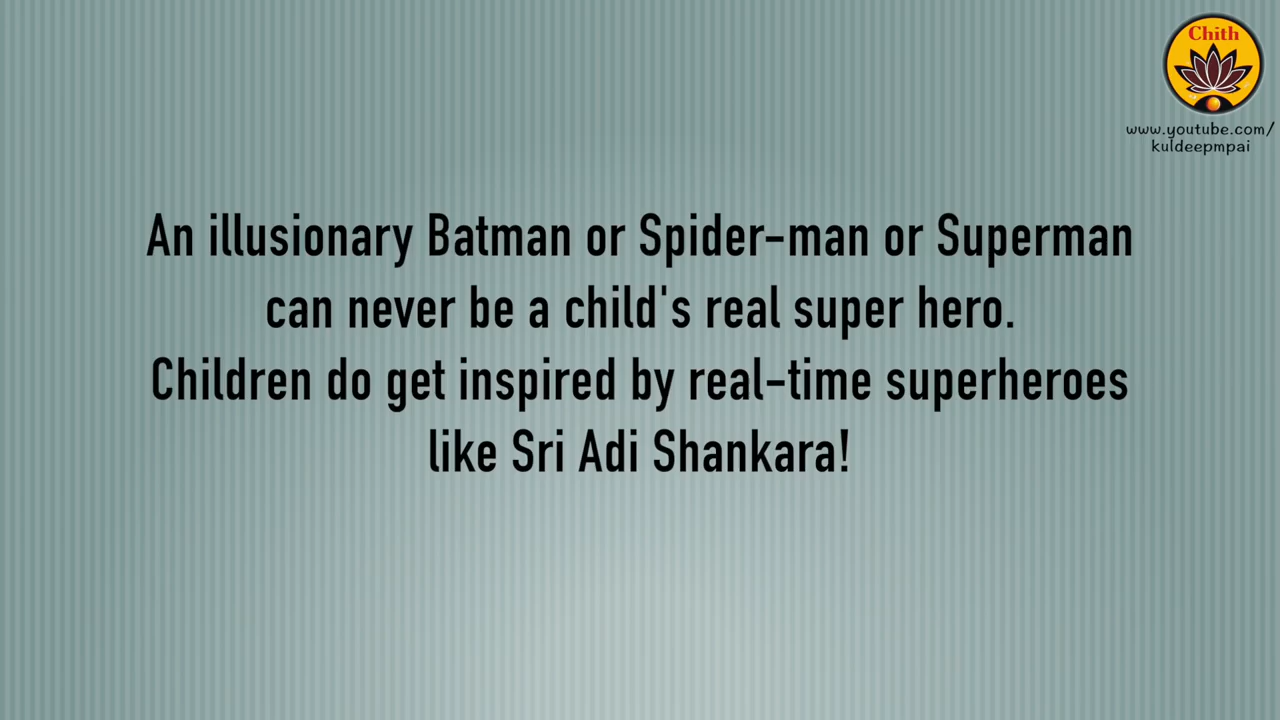 Chith
www.youtube.com/
kuldeepmpai
An illusionary Batman or Spider-man or Superman
can never be a child's real super hero.
Children do get inspired by real-time superheroes
like Sri Adi Shankara!